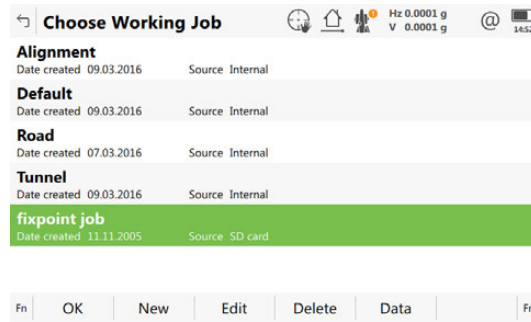 Choose Working Job
Hz 0.0001 g
V 0.0001 g
@
Alignment
Date created 09.03.2016 Source Internal
Default
Date created 09.03.2016 Source Internal
Road
Date created 07.03.2016 Source Internal
Tunnel
Date created 09.03.2016 Source Internal
fixpoint job
Date created 11.11.2005 Source SD card
Fn OK New Edit Delete Data